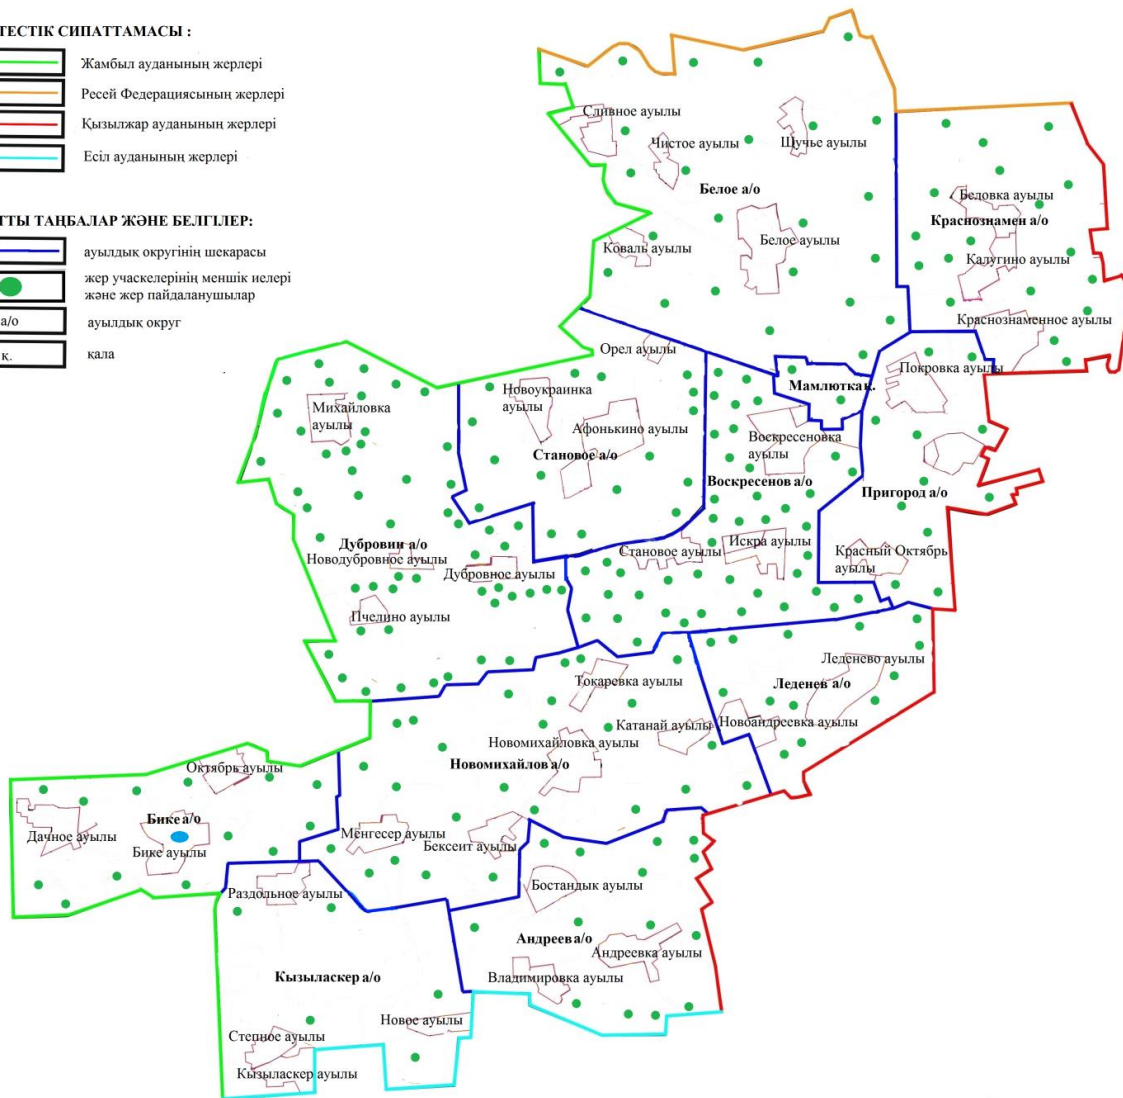 ТЕСТІК СИПАТТАМАСЫ :
Жамбыл ауданының жерлері
Ресей Федерациясының жерлері
Қызылжар ауданының жерлері
Есіл ауданының жерлері
ТТЫ ТАҢБАЛАР ЖӘНЕ БЕЛГІЛЕР:
ауылдық округінің шекарасы
жер учаскелерінің меншік иелері
және жер пайдаланушылар
а/о
ауылдық округ
қ.
қала
Сливное ауылы
Чистое ауылы
Щучье ауылы
Белое а/о
Белое ауылы
Коваль ауылы
Беловка ауылы
Краснознамен а/о
Калугино ауылы
Краснознаменное ауылы
Орел ауылы
Покровка ауылы
Мамлютка қ.
Новоукраинка
ауылы
Михайловка
ауылы
Афонькино ауылы
Становое а/о
Воскресеновка
ауылы
Воскресенов а/о
Пригород а/о
Дубровин а/о
Новодубровное ауылы
Дубровное ауылы
Становое ауылы
Искра ауылы
Красный Октябрь
ауылы
Пчелино ауылы
Леденево ауылы
Леденев а/о
Токаревка ауылы
Катанай ауылы
Новоандреевка ауылы
Новомихайловка ауылы
Новомихайлов а/о
Октябрь ауылы
Бике а/о
Дачное ауылы
Бике ауылы
Меңгесер ауылы
Бексеит ауылы
Раздольное ауылы
Бостандык ауылы
Андреев а/о
Андреевка ауылы
Кызыласкер а/о
Владимировка ауылы
Новое ауылы
Степное ауылы
Кызыласкер ауылы